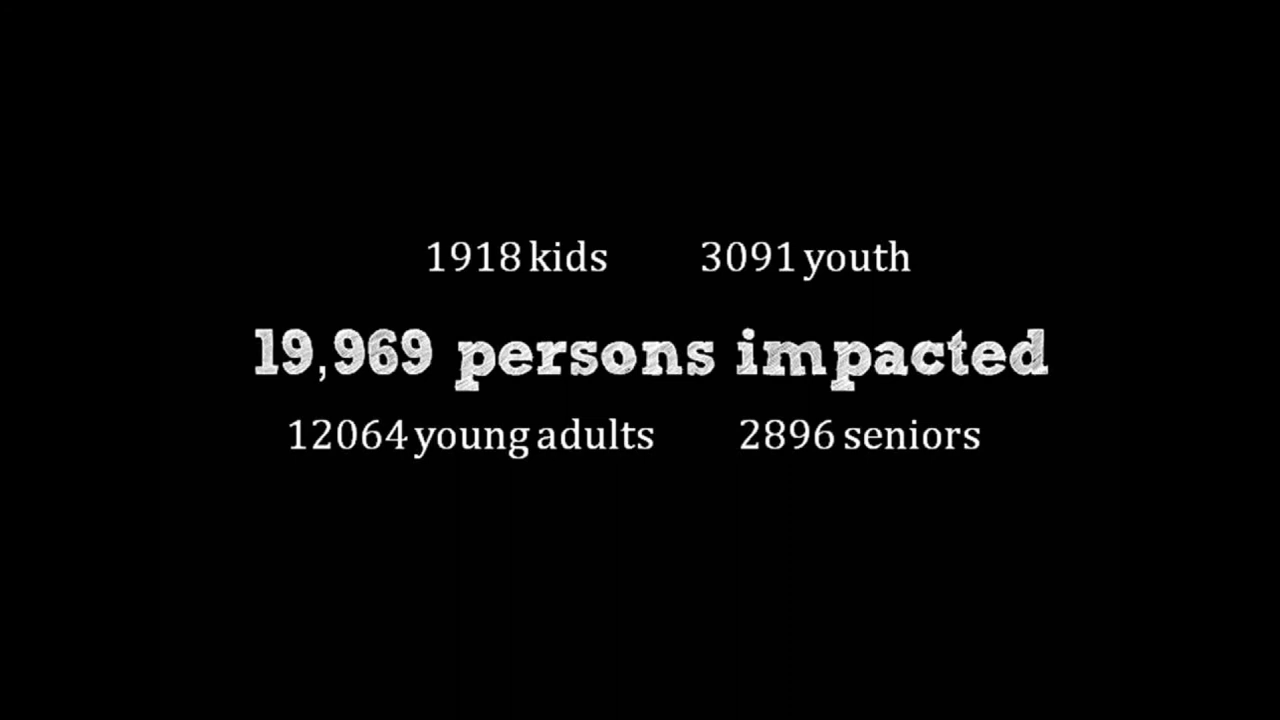 1918 kids 3091 youth
19,969 persons impacted
12064 young adults 2896 seniors